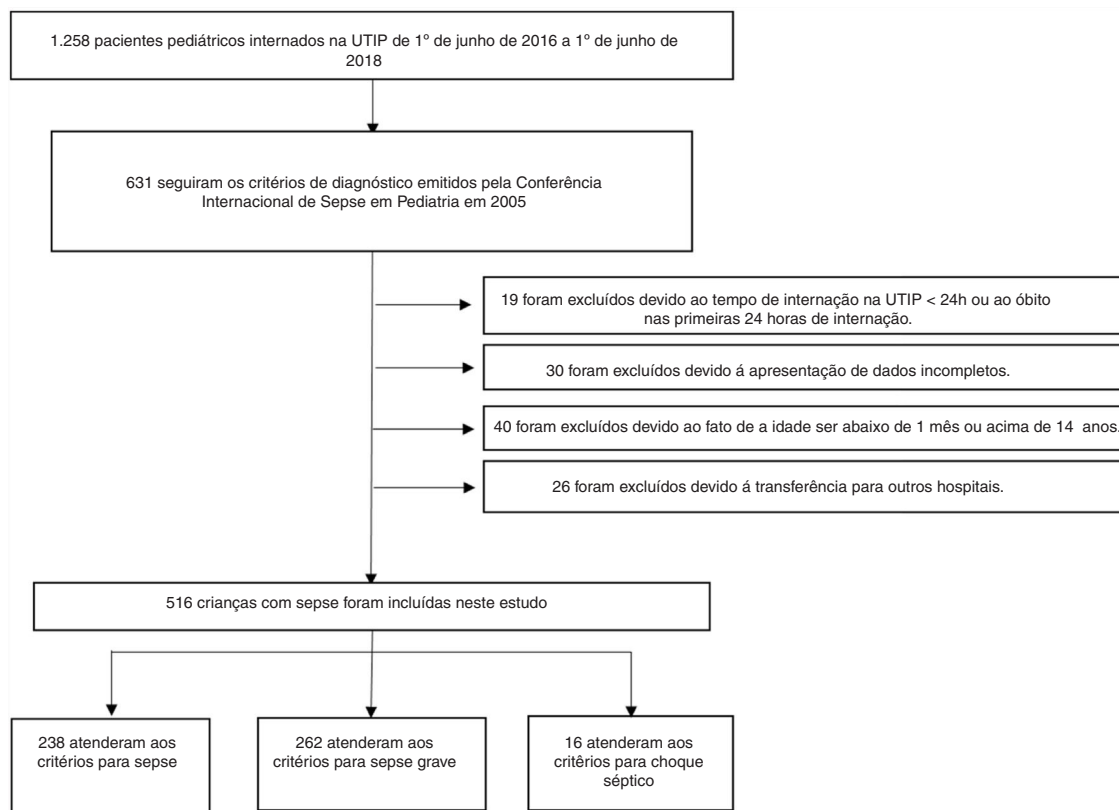 1.258 pacientes pediátricos internados na UTIP de 1º de junho de 2016 a 1º de junho de
2018
631 seguiram os critérios de diagnóstico emitidos pela Conferência
Internacional de Sepse em Pediatria em 2005
19 foram excluídos devido ao tempo de internação na UTIP < 24h ou ao óbito
nas primeiras 24 horas de internação.
30 foram excluídos devido á apresentação de dados incompletos.
40 foram excluídos devido ao fato de a idade ser abaixo de 1 mês ou acima de 14 anos.
26 foram excluídos devido á transferência para outros hospitais.
516 crianças com sepse foram incluídas neste estudo
238 atenderam aos
critérios para sepse
262 atenderam aos
critérios para sepse grave
16 atenderam aos
critêrios para choque
séptico